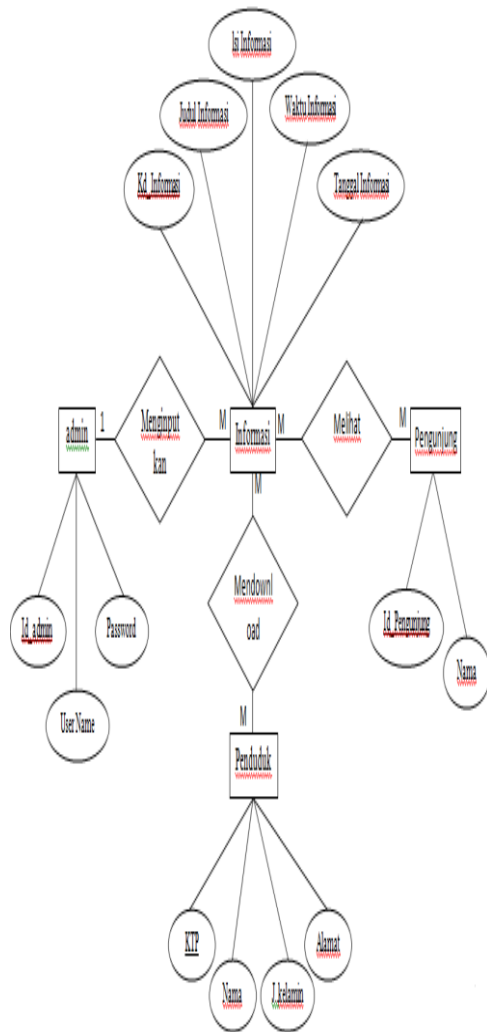 Isi Informasi
Judul Informasi
Waktu Informasi
Kd_Informasi
Tanggal Informasi
admin
1
Menginput
kan
M
Informasi
M
Melihat
M
Pengunjung
M
Mendownl
oad
Id_admin
Password
User Name
Id_Pengunjung
Nama
M
Penduduk
KTP
Nama
J.kelamin
Alamat